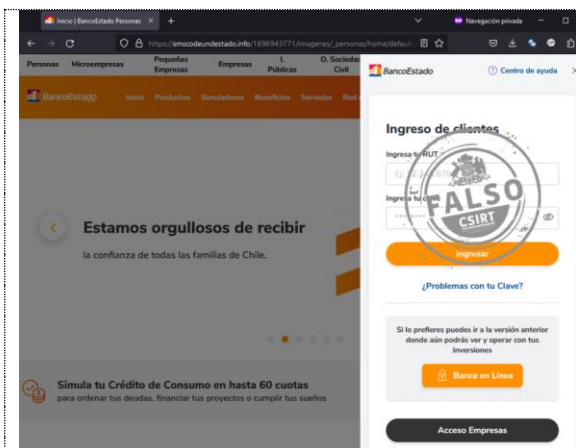 Inicio | BancoEstado Personas
Navegación privada
https://smscodeundestado.info/1696943771/imagenes/_personas/home/default
Personas Microempresas Pequeñas Empresas Empresas I. Públicas O. Sociedad Civil
BancoEstado Inicio Productos Simuladores Beneficios Servicios Red
BancoEstado
Centro de ayuda
Ingreso de clientes
Ingresa tu RUT
Ingresa tu clave
FALSO
CSIRT
Ingresar
¿Problemas con tu Clave?
Si lo prefieres puedes ir a la versión anterior
donde aún podrás ver y operar con tus
Inversiones
Banca en Línea
Acceso Empresas
Estamos orgullosos de recibir
la confianza de todas las familias de Chile.
Simula tu Crédito de Consumo en hasta 60 cuotas
para ordenar tus deudas, financiar tus proyectos o cumplir tus sueños